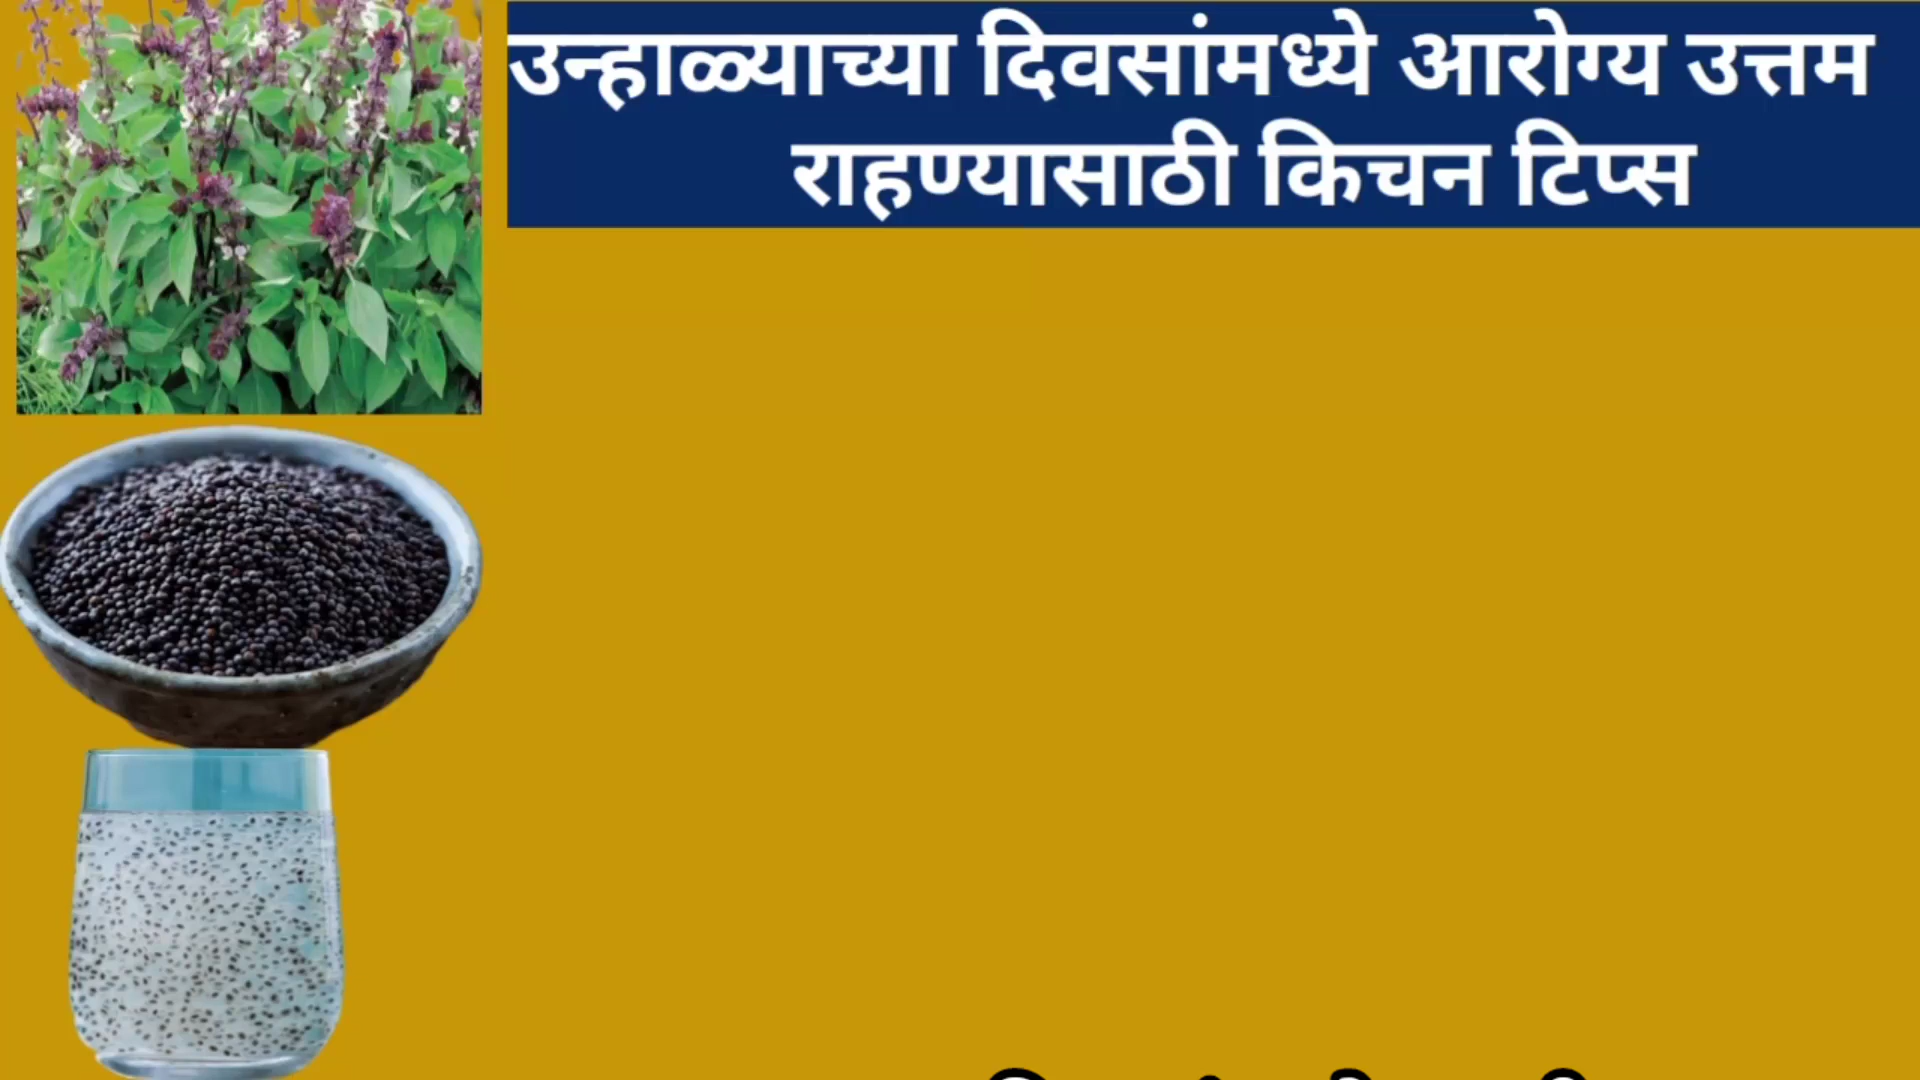 उन्हाळ्याच्या दिवसांमध्ये आरोग्य उत्तम
राहण्यासाठी किचन टिप्स